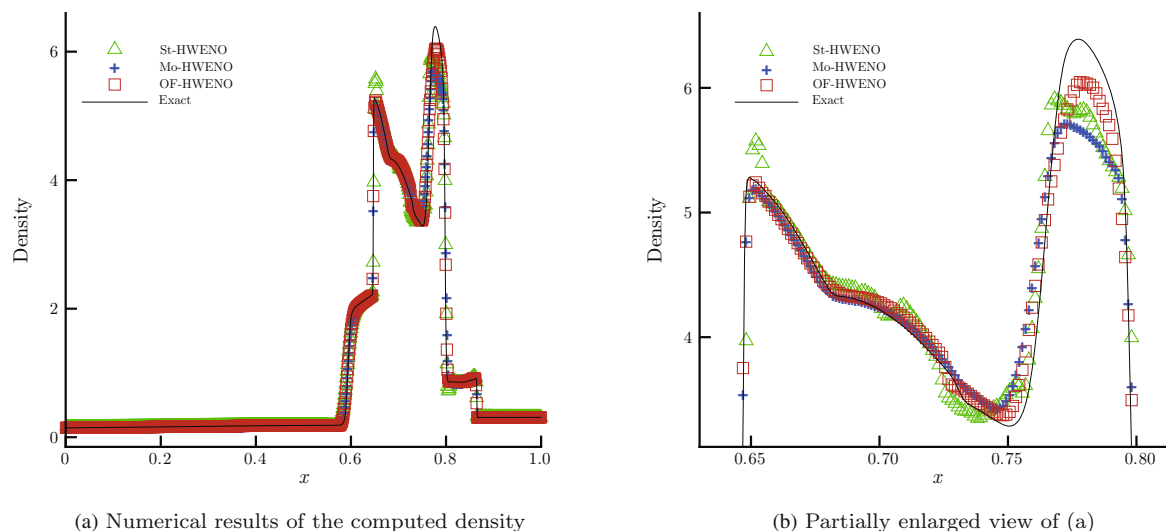 6
St-HWENO
Mo-HWENO
OF-HWENO
Exact
4
Density
2
0
0
0.2
0.4
0.6
0.8
1.0
x
(a) Numerical results of the computed density
St-HWENO
Mo-HWENO
OF-HWENO
Exact
6
5
Density
4
0.65
0.70
0.75
0.80
x
(b) Partially enlarged view of (a)